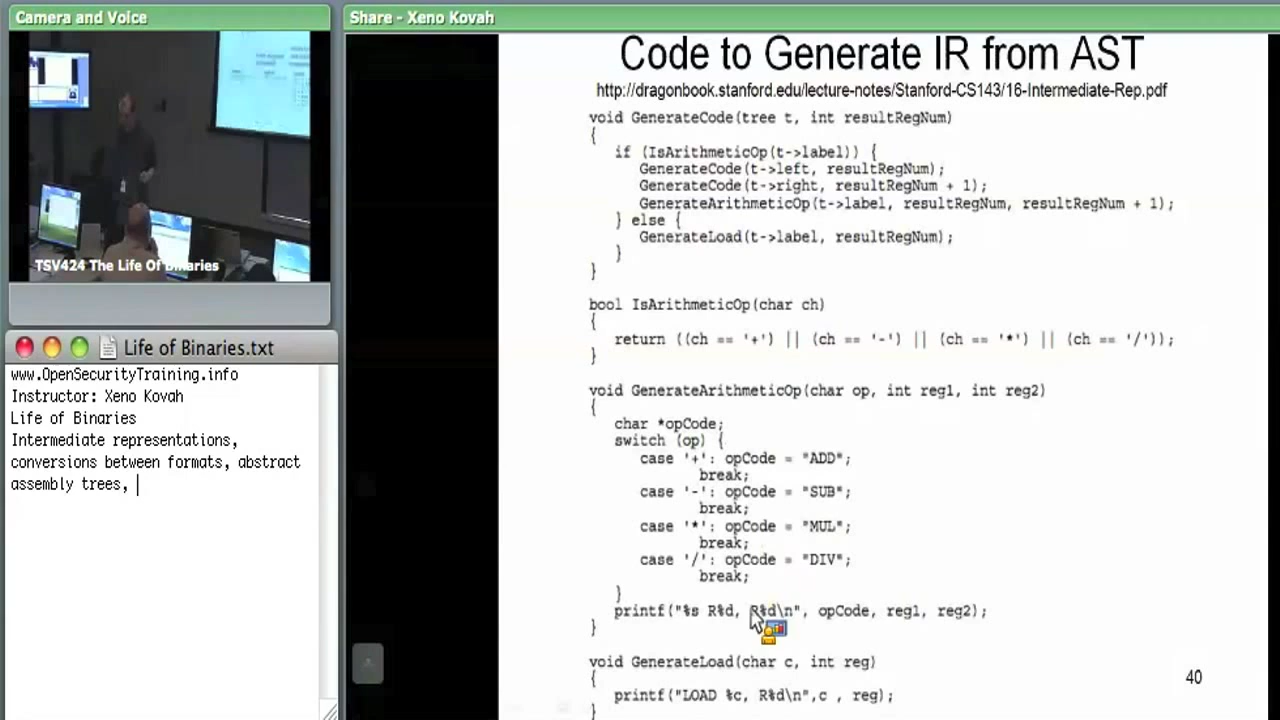 Camera and Voice
TSV424 The Life Of Binaries
Life of Binaries.txt
www.OpenSecurityTraining.info
Instructor: Xeno Kovah
Life of Binaries
Intermediate representations,
conversions between formats, abstract
assembly trees,
Share - Xeno Kovah
Code to Generate IR from AST
http://dragonbook.stanford.edu/lecture-notes/Stanford-CS143/16-Intermediate-Rep.pdf
void GenerateCode(tree t, int resultRegNum)
{
if (IsArithmeticOp(t->label)) {
GenerateCode(t->left, resultRegNum);
GenerateCode(t->right, resultRegNum + 1);
GenerateArithmeticOp(t->label, resultRegNum, resultRegNum + 1);
} else {
GenerateLoad(t->label, resultRegNum);
}
}
bool IsArithmeticOp(char ch)
{
return ((ch == '+') || (ch == '-') || (ch == '*') || (ch == '/'));
}
void GenerateArithmeticOp(char op, int reg1, int reg2)
{
char *opCode;
switch (op) {
case '+': opCode = "ADD";
break;
case '-': opCode = "SUB";
break;
case '*': opCode = "MUL";
break;
case '/': opCode = "DIV";
break;
}
printf("%s R%d, R%d\n", opCode, reg1, reg2);
}
void GenerateLoad(char c, int reg)
{
printf("LOAD %c, R%d\n",c , reg);
}
40